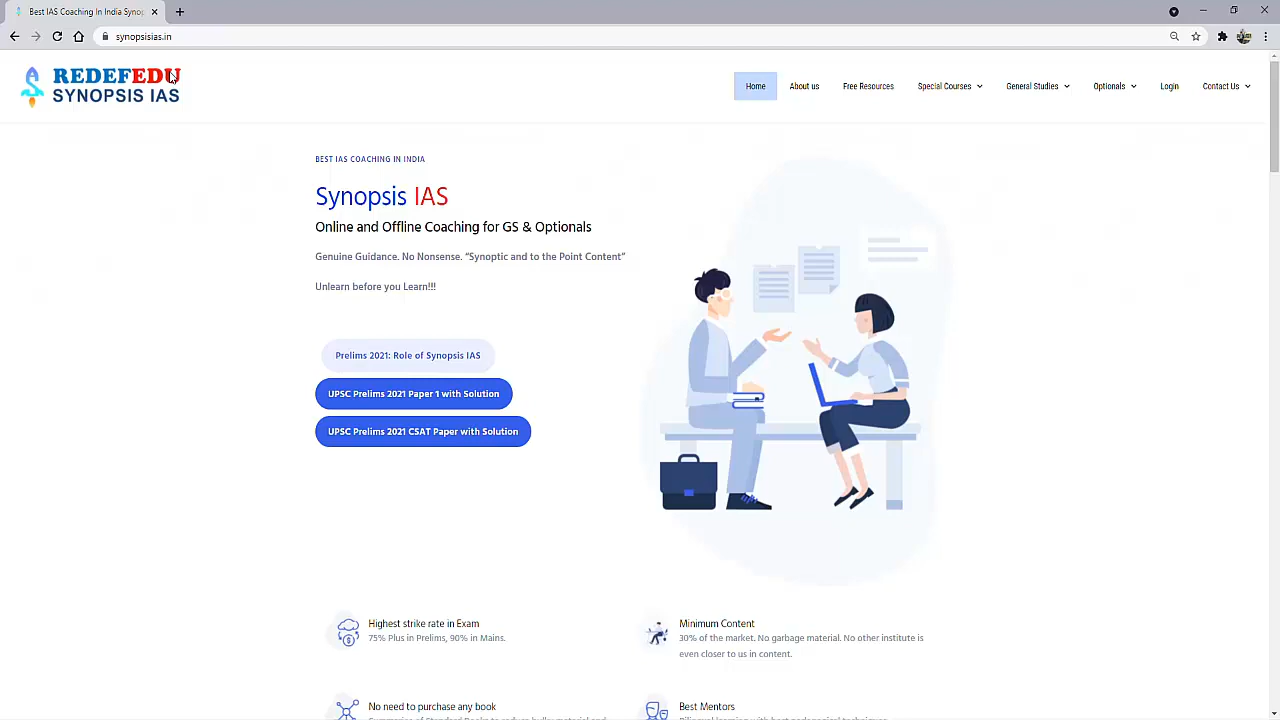 Best IAS Coaching In India Synop
synopsisias.in
REDEFEDU
SYNOPSIS IAS
Home
About us
Free Resources
Special Courses
General Studies
Optionals
Login
Contact Us
BEST IAS COACHING IN INDIA
Synopsis IAS
Online and Offline Coaching for GS & Optionals
Genuine Guidance. No Nonsense. “Synoptic and to the Point Content”
Unlearn before you Learn!!!
Prelims 2021: Role of Synopsis IAS
UPSC Prelims 2021 Paper 1 with Solution
UPSC Prelims 2021 CSAT Paper with Solution
Highest strike rate in Exam
75% Plus in Prelims, 90% in Mains.
Minimum Content
30% of the market. No garbage material. No other institute is
even closer to us in content.
No need to purchase any book
Best Mentors